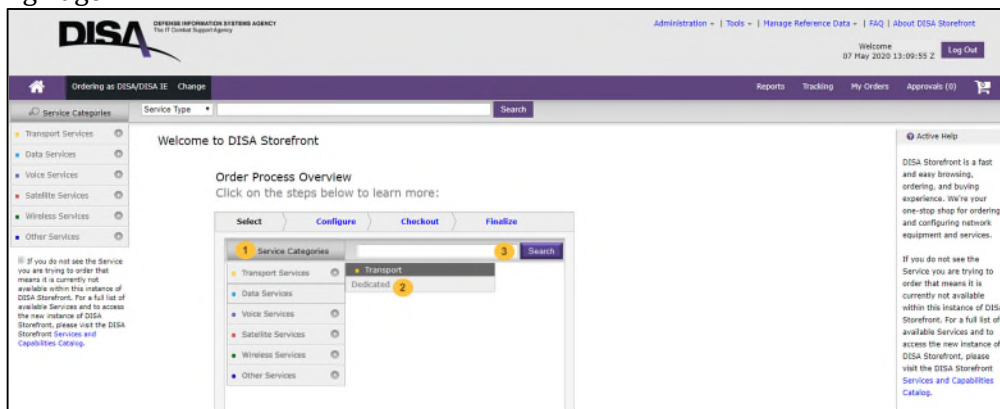 DISA
DEFENSE INFORMATION SYSTEMS AGENCY
The IT Combat Support Agency
Administration | Tools | Manage Reference Data | FAQ | About DISA Storefront
Welcome
07 May 2020 13:09:55 Z
Log Out
Ordering as DISA/DISA IE Change
Reports Tracking My Orders Approvals (0)
Service Categories
Service Type
Search
Transport Services
Data Services
Voice Services
Satellite Services
Wireless Services
Other Services
If you do not see the Service
you are trying to order that
means it is currently not
available within this instance of
DISA Storefront. For a full list of
available Services and to access
the new instance of DISA
Storefront, please visit the DISA
Storefront Services and
Capabilities Catalog.
Welcome to DISA Storefront
Order Process Overview
Click on the steps below to learn more:
Select Configure Checkout Finalize
1 Service Categories 3 Search
Transport Services
Transport
Dedicated 2
Data Services
Voice Services
Satellite Services
Wireless Services
Other Services
Active Help
DISA Storefront is a fast
and easy browsing,
ordering, and buying
experience. We're your
one-stop shop for ordering
and configuring network
equipment and services.
If you do not see the
Service you are trying to
order that means it is
currently not available
within this instance of DISA
Storefront. For a full list of
available Services and to
access the new instance of
DISA Storefront, please
visit the DISA Storefront
Services and Capabilities
Catalog.